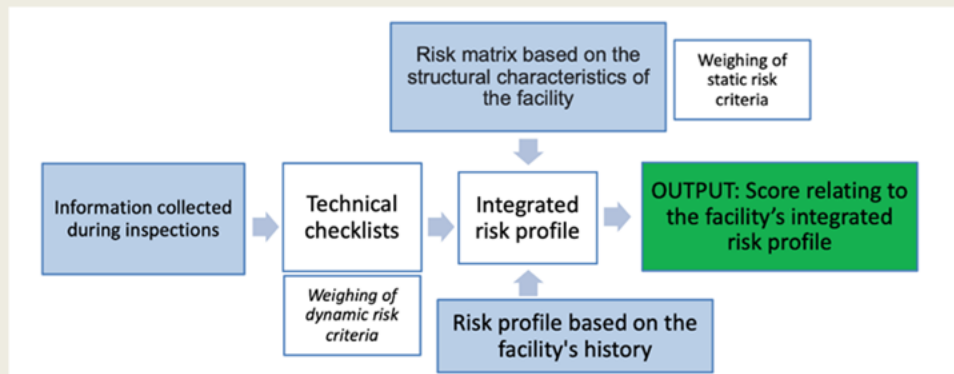 Risk matrix based on the
structural characteristics of
the facility
Weighing of
static risk
criteria
Information collected
during inspections
Technical
checklists
Integrated
risk profile
OUTPUT: Score relating to
the facility’s integrated
risk profile
Weighing of
dynamic risk
criteria
Risk profile based on the
facility's history